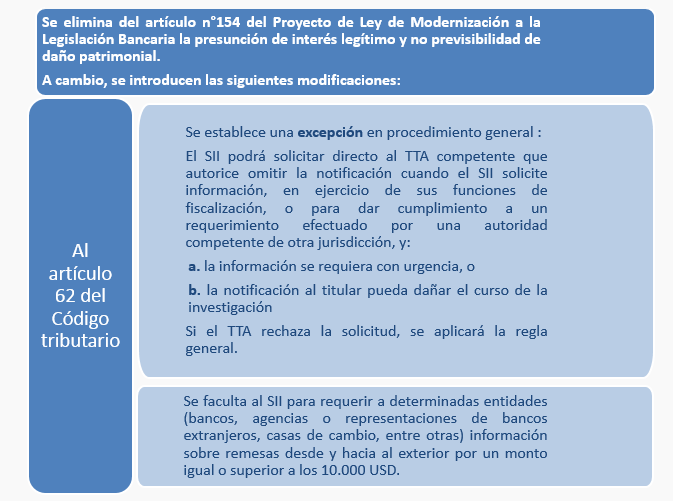 Se elimina del artículo n°154 del Proyecto de Ley de Modernización a la
Legislación Bancaria la presunción de interés legítimo y no previsibilidad de
daño patrimonial.
A cambio, se introducen las siguientes modificaciones:
Al
artículo
62 del
Código
tributario
Se establece una excepción en procedimiento general :
El SII podrá solicitar directo al TTA competente que
autorice omitir la notificación cuando el SII solicite
información, en ejercicio de sus funciones de
fiscalización, o para dar cumplimiento a un
requerimiento efectuado por una autoridad
competente de otra jurisdicción, y:
a. la información se requiera con urgencia, o
b. la notificación al titular pueda dañar el curso de la
investigación
Si el TTA rechaza la solicitud, se aplicará la regla
general.
Se faculta al SII para requerir a determinadas entidades
(bancos, agencias o representaciones de bancos
extranjeros, casas de cambio, entre otras) información
sobre remesas desde y hacia al exterior por un monto
igual o superior a los 10.000 USD.